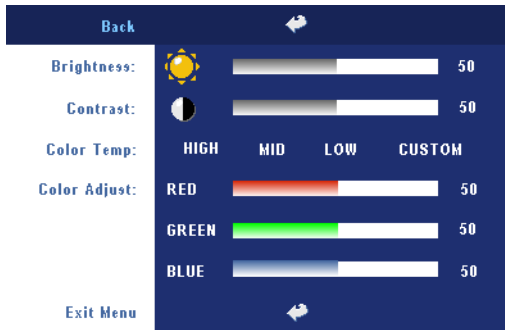 Back
Brightness: 50
Contrast: 50
Color Temp: HIGH MID LOW CUSTOM
Color Adjust: RED 50
GREEN 50
BLUE 50
Exit Menu